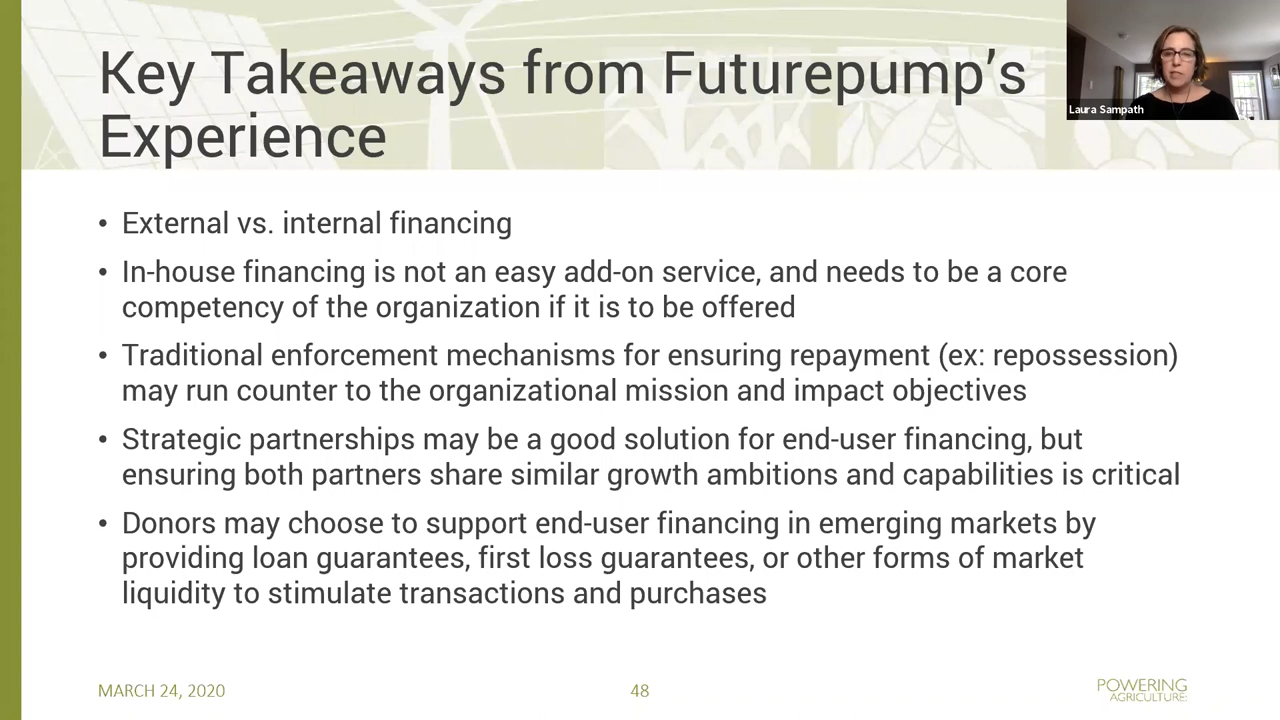 Key Takeaways from Futurepump's
Experience
Laura Sampath
• External vs. internal financing
• In-house financing is not an easy add-on service, and needs to be a core
competency of the organization if it is to be offered
• Traditional enforcement mechanisms for ensuring repayment (ex: repossession)
may run counter to the organizational mission and impact objectives
• Strategic partnerships may be a good solution for end-user financing, but
ensuring both partners share similar growth ambitions and capabilities is critical
• Donors may choose to support end-user financing in emerging markets by
providing loan guarantees, first loss guarantees, or other forms of market
liquidity to stimulate transactions and purchases
MARCH 24, 2020
48
POWERING
AGRICULTURE: